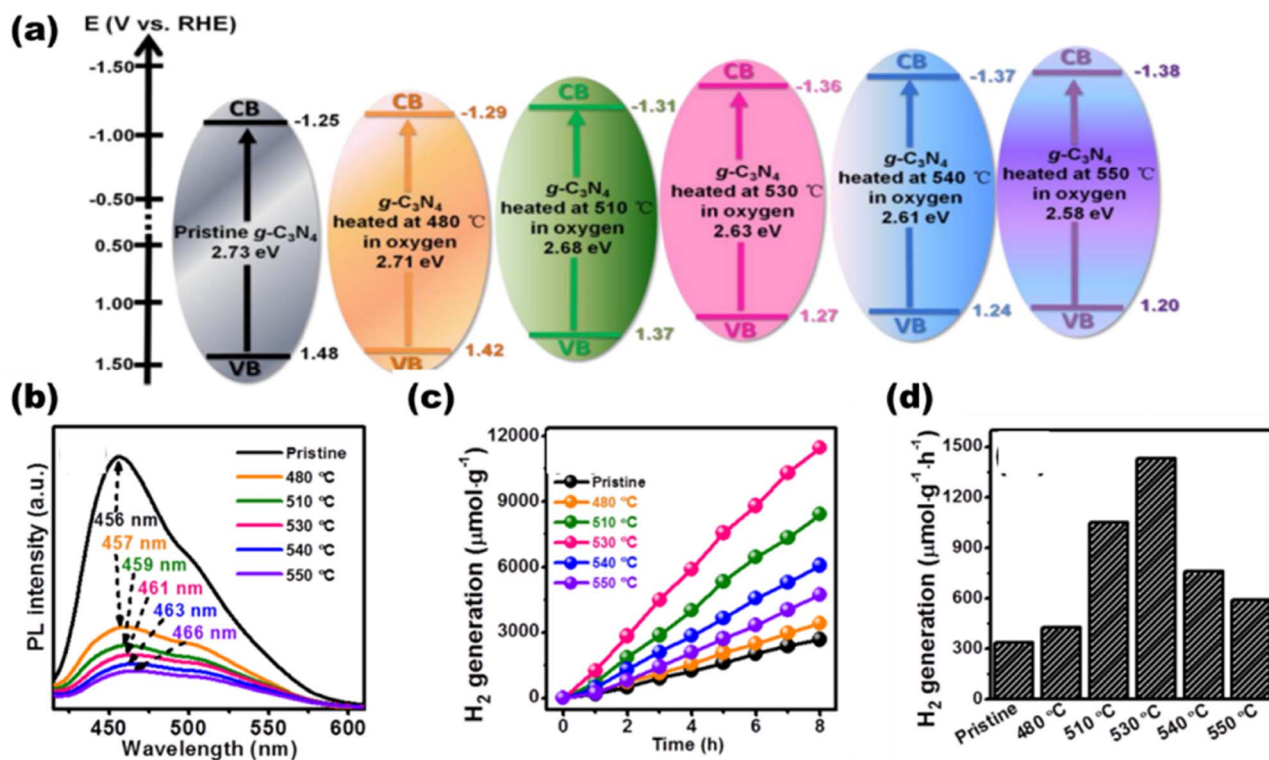 (a)
E (V vs. RHE)
-1.50
-1.00
-0.50
0.50
1.00
1.50
CB
-1.25
Pristine g-C₃N₄
2.73 eV
VB
1.48
CB
-1.29
g-C₃N₄
heated at 480 ℃
in oxygen
2.71 eV
VB
1.42
CB
-1.31
g-C₃N₄
heated at 510 ℃
in oxygen
2.68 eV
VB
1.37
CB
-1.36
g-C₃N₄
heated at 530 ℃
in oxygen
2.63 eV
VB
1.27
CB
-1.37
g-C₃N₄
heated at 540 ℃
in oxygen
2.61 eV
VB
1.24
CB
-1.38
g-C₃N₄
heated at 550 ℃
in oxygen
2.58 eV
VB
1.20
(b)
PL intensity (a.u.)
Pristine
480 °C
510 °C
530 °C
540 °C
550 °C
456 nm
457 nm
459 nm
461 nm
463 nm
466 nm
450 500 550 600
Wavelength (nm)
(c)
H₂ generation (μmol·g⁻¹)
12000
9000
6000
3000
0
Pristine
480 °C
510 °C
530 °C
540 °C
550 °C
0 1 2 3 4 5 6 7 8
Time (h)
(d)
H₂ generation (μmol·g⁻¹·h⁻¹)
1500
1200
900
600
300
0
Pristine 480 °C 510 °C 530 °C 540 °C 550 °C